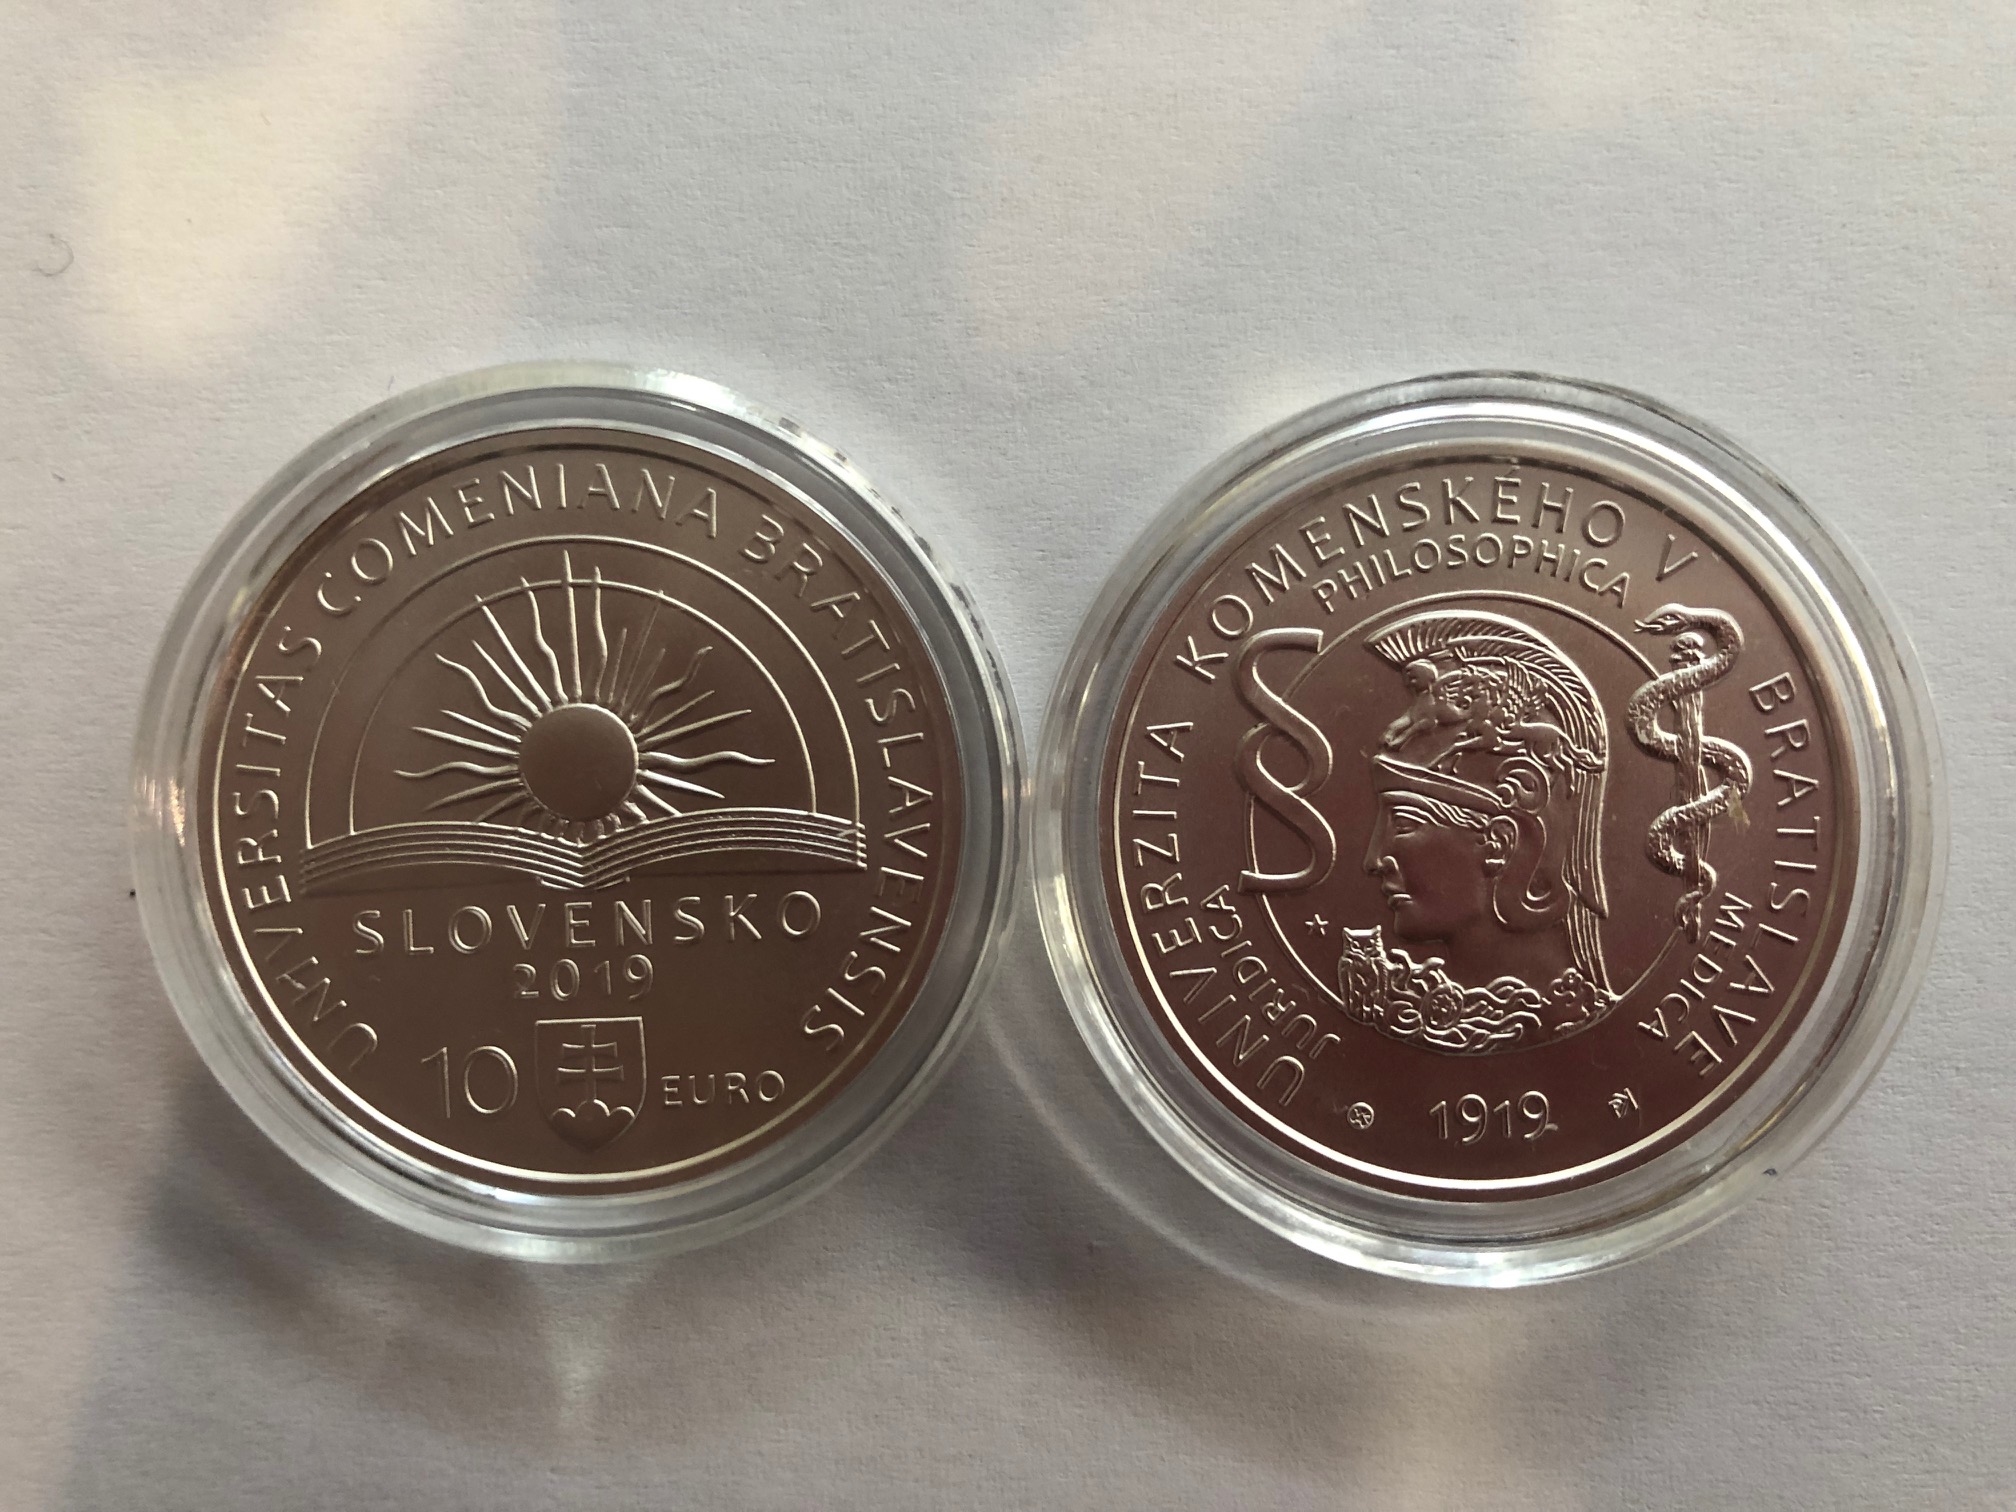 UNIVERSITAS COMENIANA BRATISLAVENSIS
SLOVENSKO
2019
10 EURO
UNIVERZITA KOMENSKÉHO V BRATISLAVE
PHILOSOPHICA
JURIDICA
MEDICA
1919